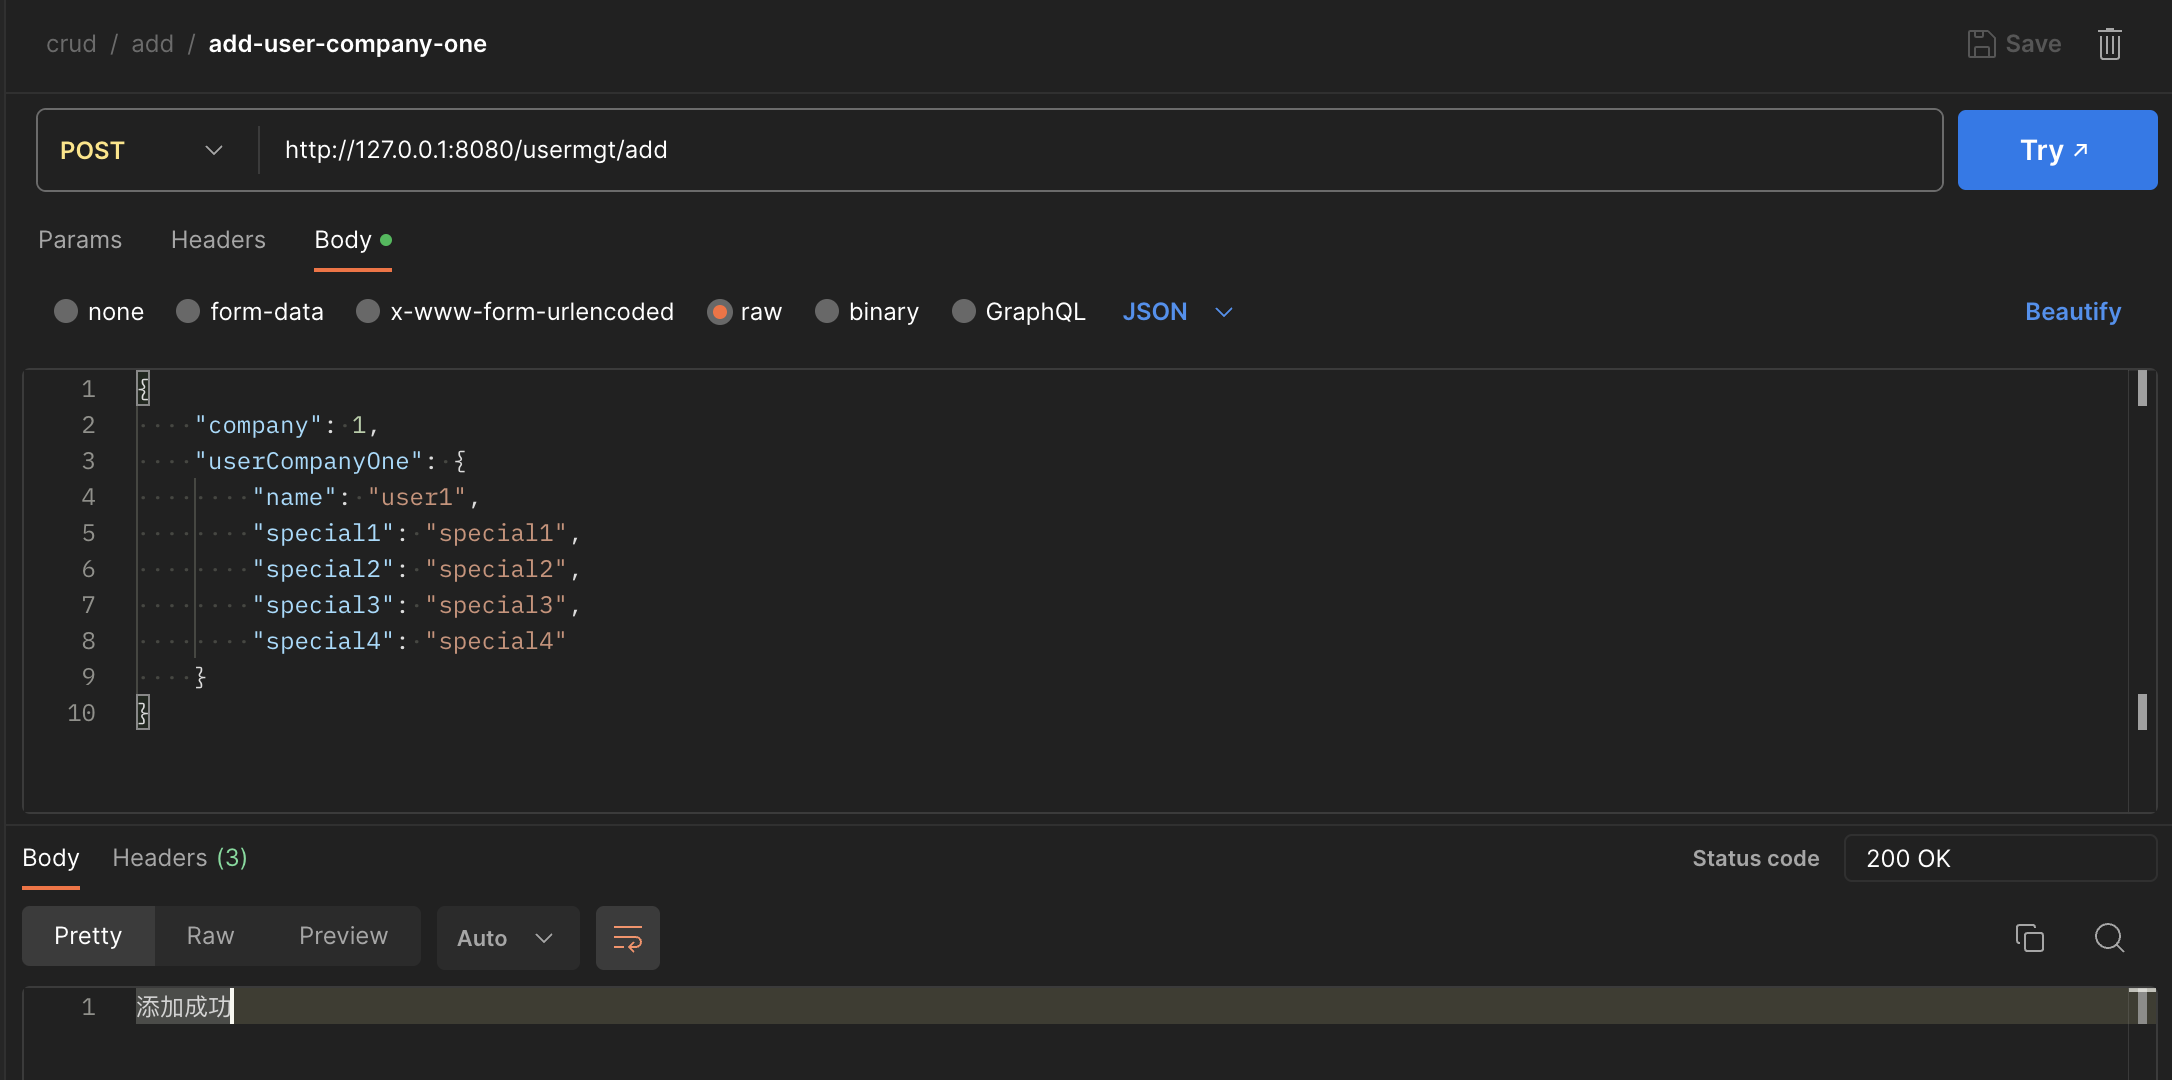 crud / add / add-user-company-one
Save
POST
http://127.0.0.1:8080/usermgt/add
Try
Params Headers Body
none form-data x-www-form-urlencoded raw binary GraphQL JSON
Beautify
1 {
2 "company": 1,
3 "userCompanyOne": {
4 "name": "user1",
5 "special1": "special1",
6 "special2": "special2",
7 "special3": "special3",
8 "special4": "special4"
9 }
10 }
Body Headers (3)
Status code 200 OK
Pretty Raw Preview Auto
1 添加成功